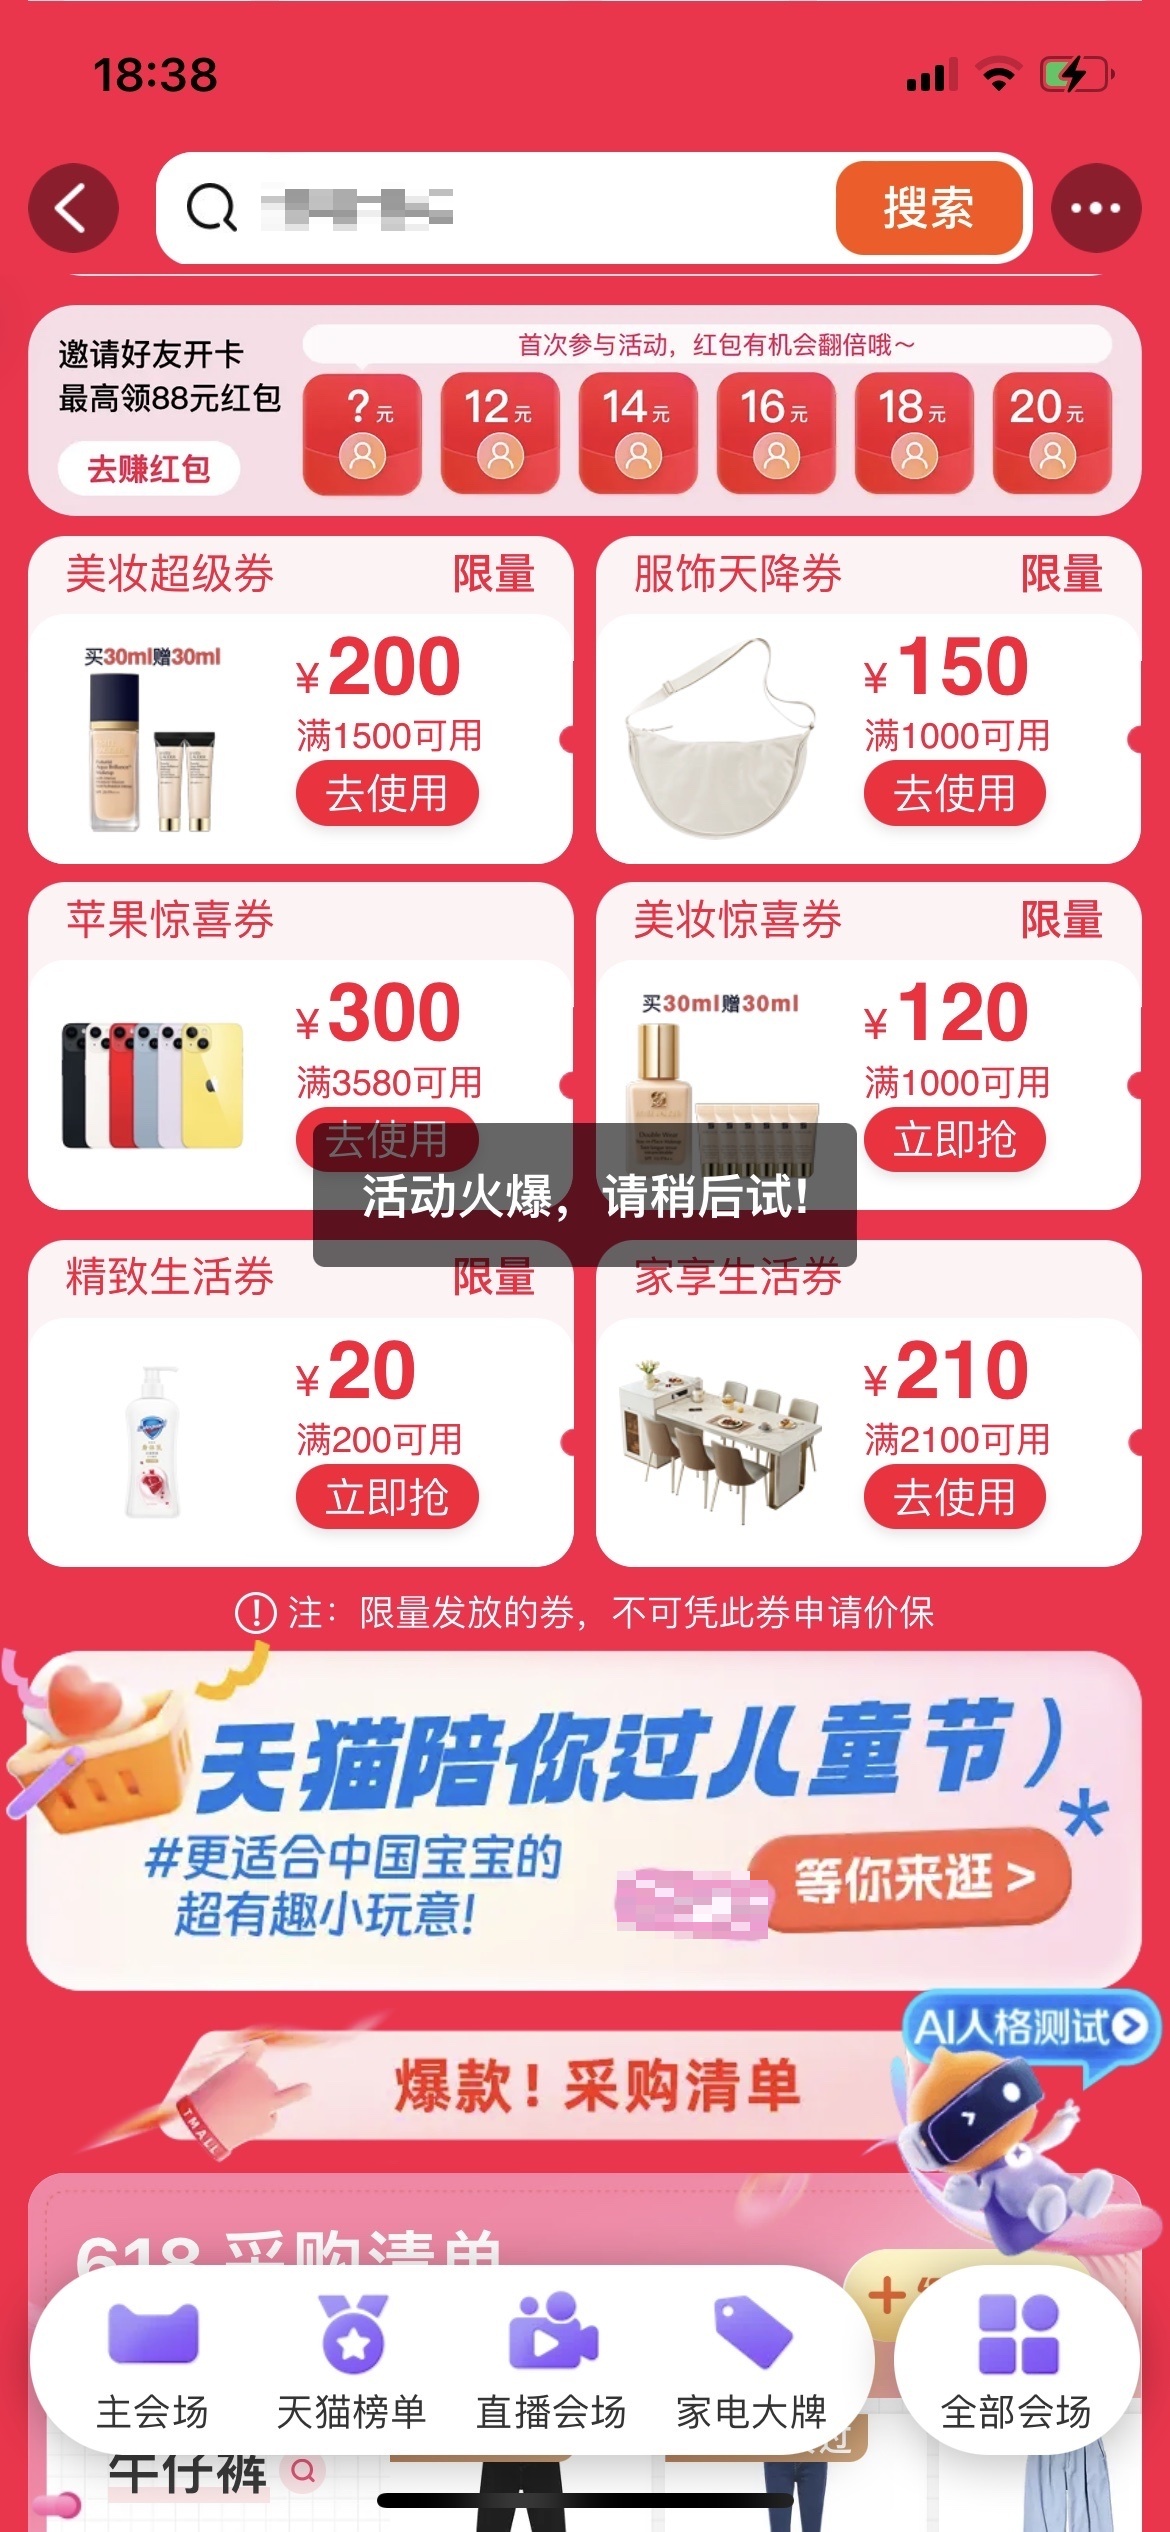 18:38
搜索
邀请好友开卡
最高领88元红包
去赚红包
首次参与活动，红包有机会翻倍哦～
?元
12元
14元
16元
18元
20元
美妆超级券 限量
买30ml赠30ml
¥200
满1500可用
去使用
服饰天降券 限量
¥150
满1000可用
去使用
苹果惊喜券
¥300
满3580可用
去使用
美妆惊喜券 限量
买30ml赠30ml
¥120
满1000可用
立即抢
活动火爆，请稍后试!
精致生活券 限量
¥20
满200可用
立即抢
家享生活券
¥210
满2100可用
去使用
注：限量发放的券，不可凭此券申请价保
天猫陪你过儿童节)
#更适合中国宝宝的
超有趣小玩意!
等你来逛 >
AI人格测试
爆款！采购清单
TMALL
618 采购清单
主会场
天猫榜单
直播会场
家电大牌
全部会场
牛仔裤